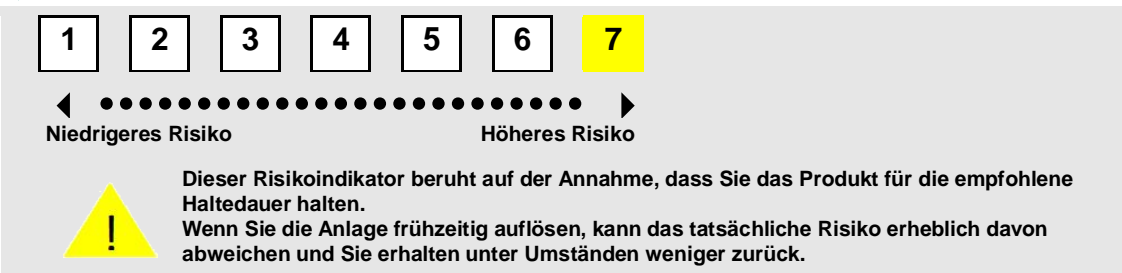 1 2 3 4 5 6 7
Niedrigeres Risiko Höheres Risiko
Dieser Risikoindikator beruht auf der Annahme, dass Sie das Produkt für die empfohlene
Haltedauer halten.
Wenn Sie die Anlage frühzeitig auflösen, kann das tatsächliche Risiko erheblich davon
abweichen und Sie erhalten unter Umständen weniger zurück.
!